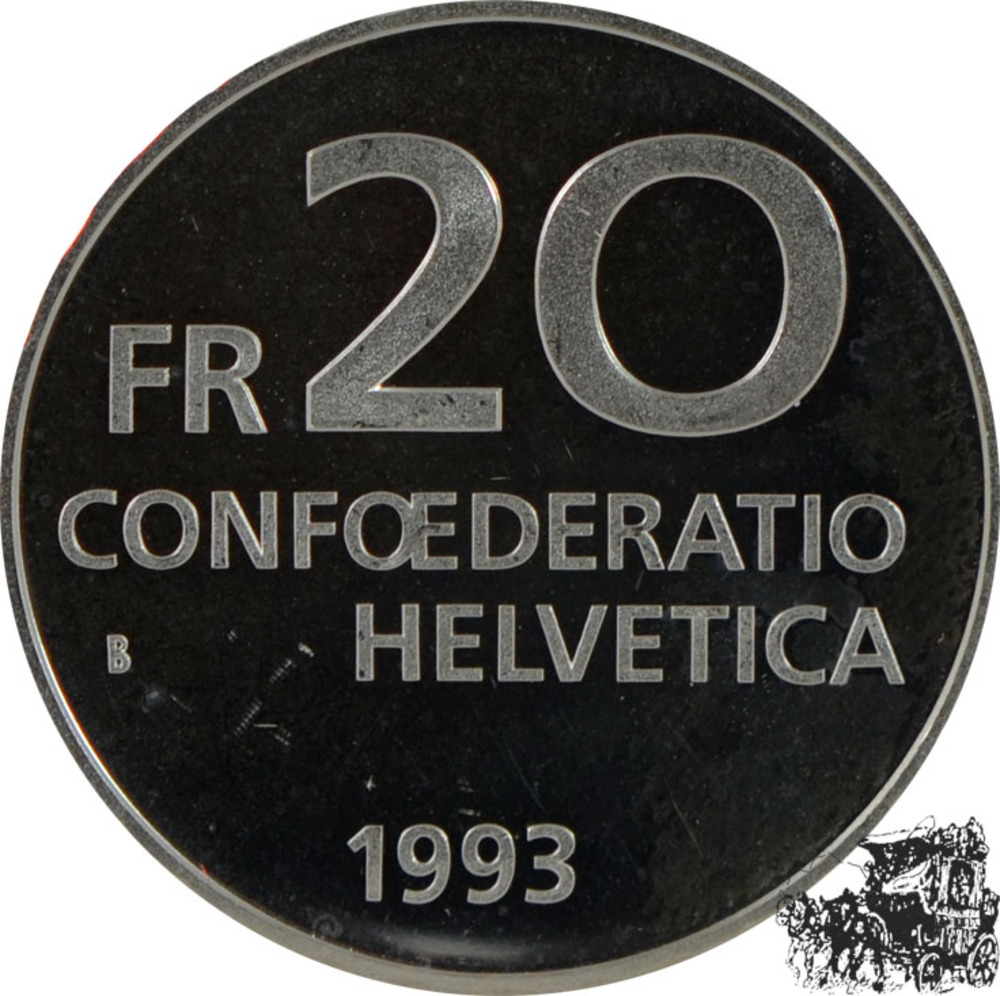 FR 20
CONFŒDERATIO
B HELVETICA
1993